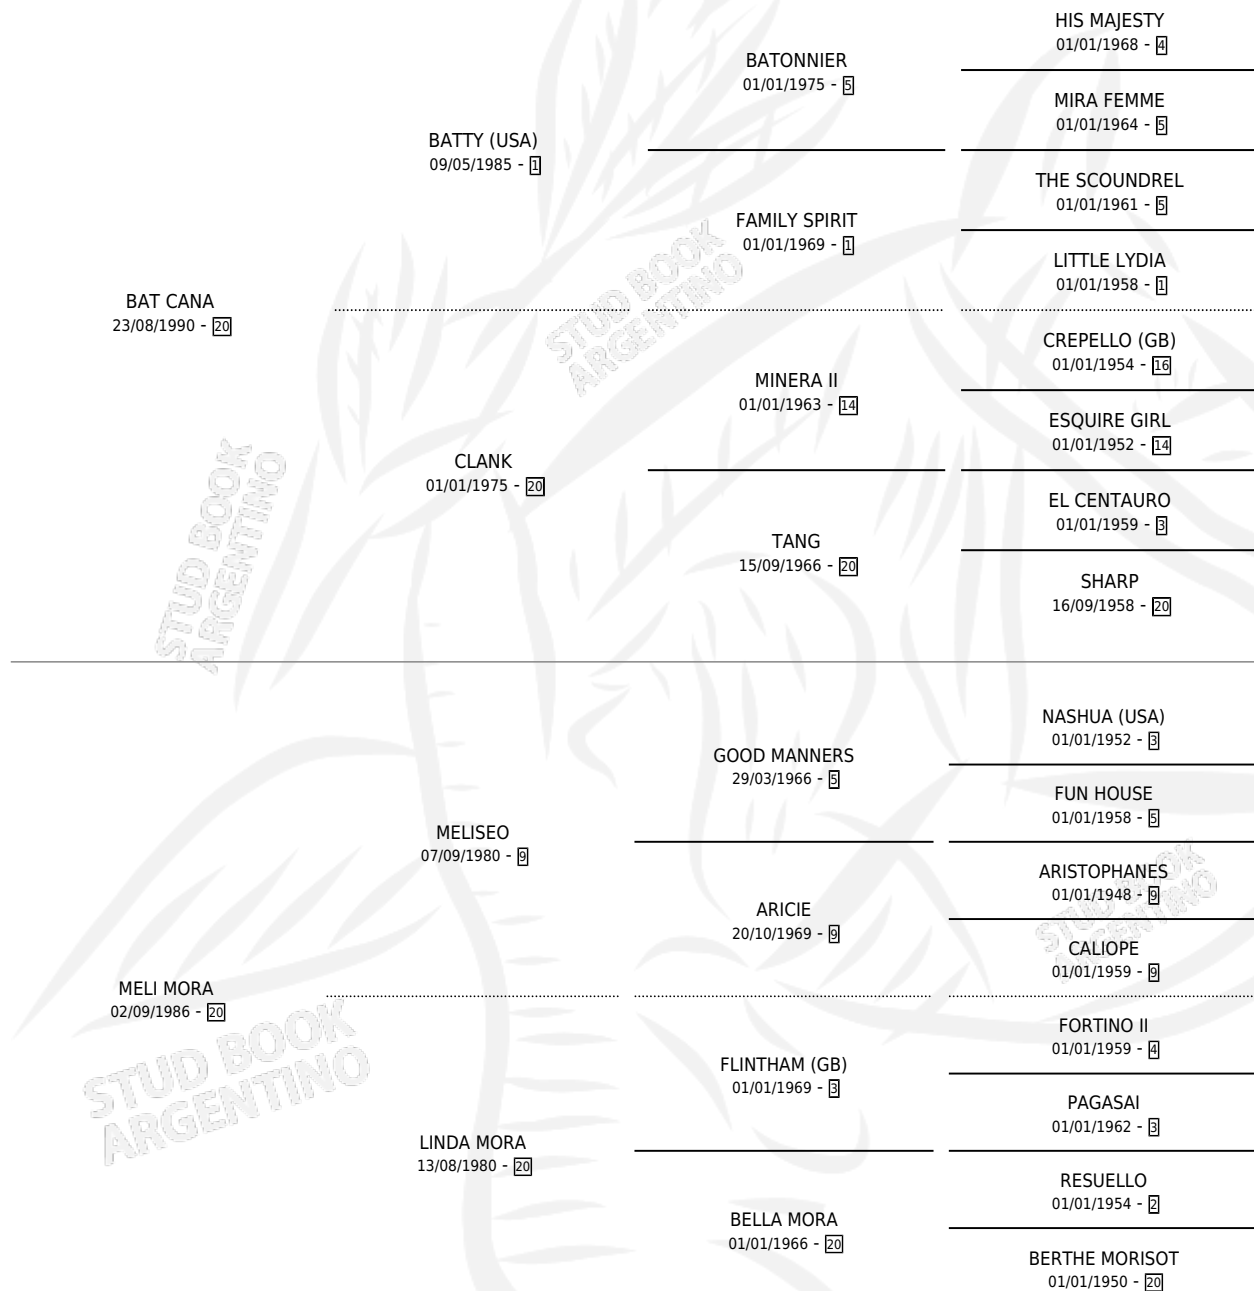 HIS MAJESTY
01/01/1968 - 4
BATONNIER
01/01/1975 - 5
MIRA FEMME
01/01/1964 - 5
BATTY (USA)
09/05/1985 - 1
THE SCOUNDREL
01/01/1961 - 5
FAMILY SPIRIT
01/01/1969 - 1
LITTLE LYDIA
01/01/1958 - 1
BAT CANA
23/08/1990 - 20
STUD BOOK
ARGENTINO
CREPELLO (GB)
01/01/1954 - 16
MINERA II
01/01/1963 - 14
ESQUIRE GIRL
01/01/1952 - 14
CLANK
01/01/1975 - 20
EL CENTAURO
01/01/1959 - 3
TANG
15/09/1966 - 20
SHARP
16/09/1958 - 20
STUD BOOK
ARGENTINO
NASHUA (USA)
01/01/1952 - 3
GOOD MANNERS
29/03/1966 - 5
FUN HOUSE
01/01/1958 - 5
MELISEO
07/09/1980 - 9
ARISTOPHANES
01/01/1948 - 9
ARICIE
20/10/1969 - 9
STUD BOOK
ARGENTINO
CALIOPE
01/01/1959 - 9
MELI MORA
02/09/1986 - 20
FORTINO II
01/01/1959 - 4
FLINTHAM (GB)
01/01/1969 - 3
STUD BOOK
ARGENTINO
PAGASAI
01/01/1962 - 3
LINDA MORA
13/08/1980 - 20
RESUELLO
01/01/1954 - 2
BELLA MORA
01/01/1966 - 20
BERTHE MORISOT
01/01/1950 - 20